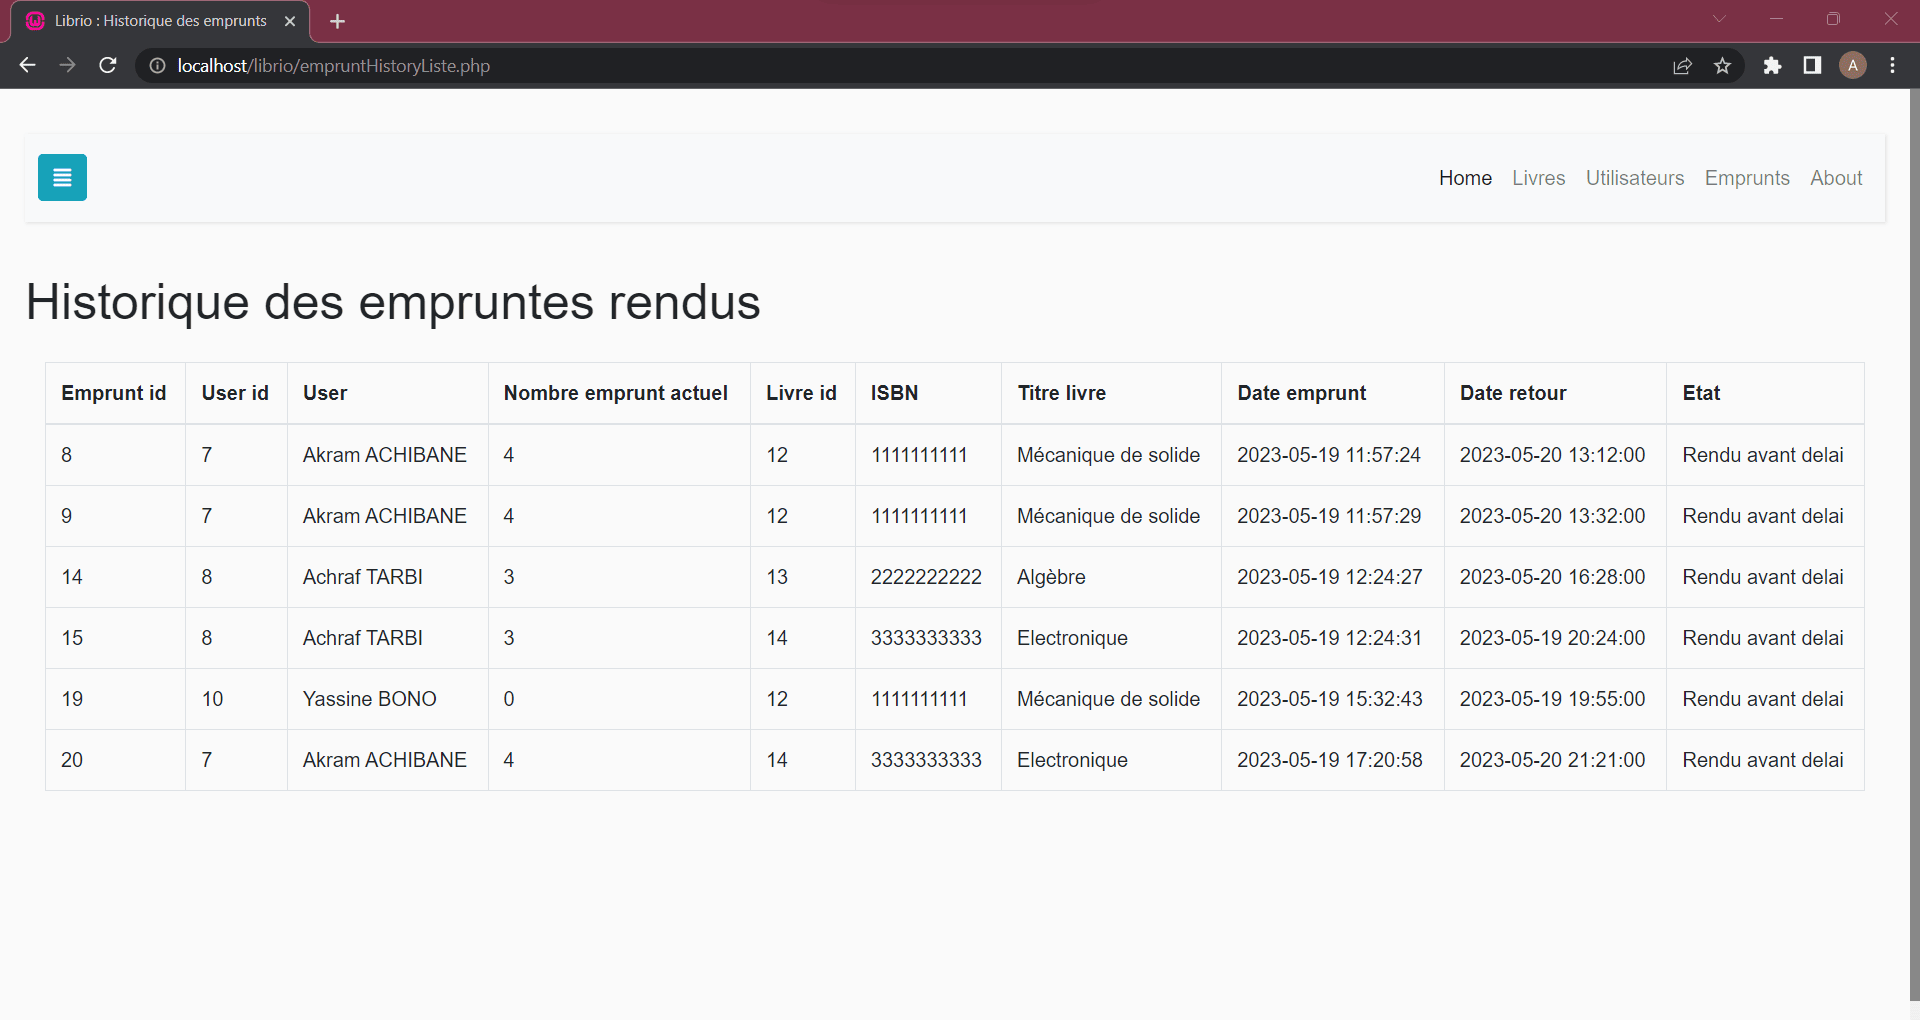 Librio : Historique des emprunts
localhost/librio/empruntHistoryListe.php
A
Home Livres Utilisateurs Emprunts About
Historique des empruntes rendus
Emprunt id User id User Nombre emprunt actuel Livre id ISBN Titre livre Date emprunt Date retour Etat
8 7 Akram ACHIBANE 4 12 1111111111 Mécanique de solide 2023-05-19 11:57:24 2023-05-20 13:12:00 Rendu avant delai
9 7 Akram ACHIBANE 4 12 1111111111 Mécanique de solide 2023-05-19 11:57:29 2023-05-20 13:32:00 Rendu avant delai
14 8 Achraf TARBI 3 13 2222222222 Algèbre 2023-05-19 12:24:27 2023-05-20 16:28:00 Rendu avant delai
15 8 Achraf TARBI 3 14 3333333333 Electronique 2023-05-19 12:24:31 2023-05-19 20:24:00 Rendu avant delai
19 10 Yassine BONO 0 12 1111111111 Mécanique de solide 2023-05-19 15:32:43 2023-05-19 19:55:00 Rendu avant delai
20 7 Akram ACHIBANE 4 14 3333333333 Electronique 2023-05-19 17:20:58 2023-05-20 21:21:00 Rendu avant delai